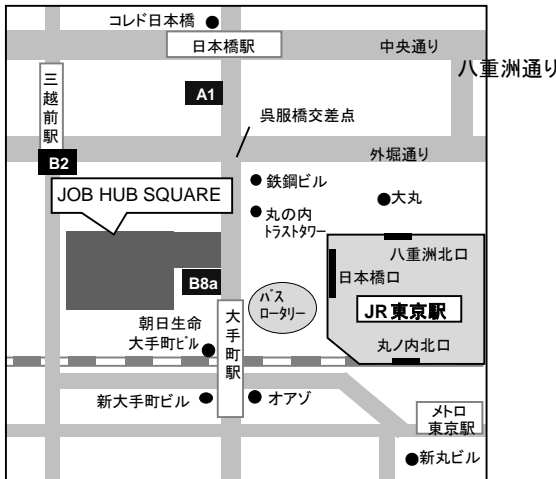 コレド日本橋
日本橋駅
中央通り
八重洲通り
三越前駅
A1
呉服橋交差点
外堀通り
B2
鉄鋼ビル
JOB HUB SQUARE
大丸
丸の内
トラストタワー
八重洲北口
日本橋口
B8a
バス
ロータリー
JR東京駅
朝日生命
大手町ビル
大手町駅
丸ノ内北口
新大手町ビル
オアゾ
メトロ
東京駅
新丸ビル